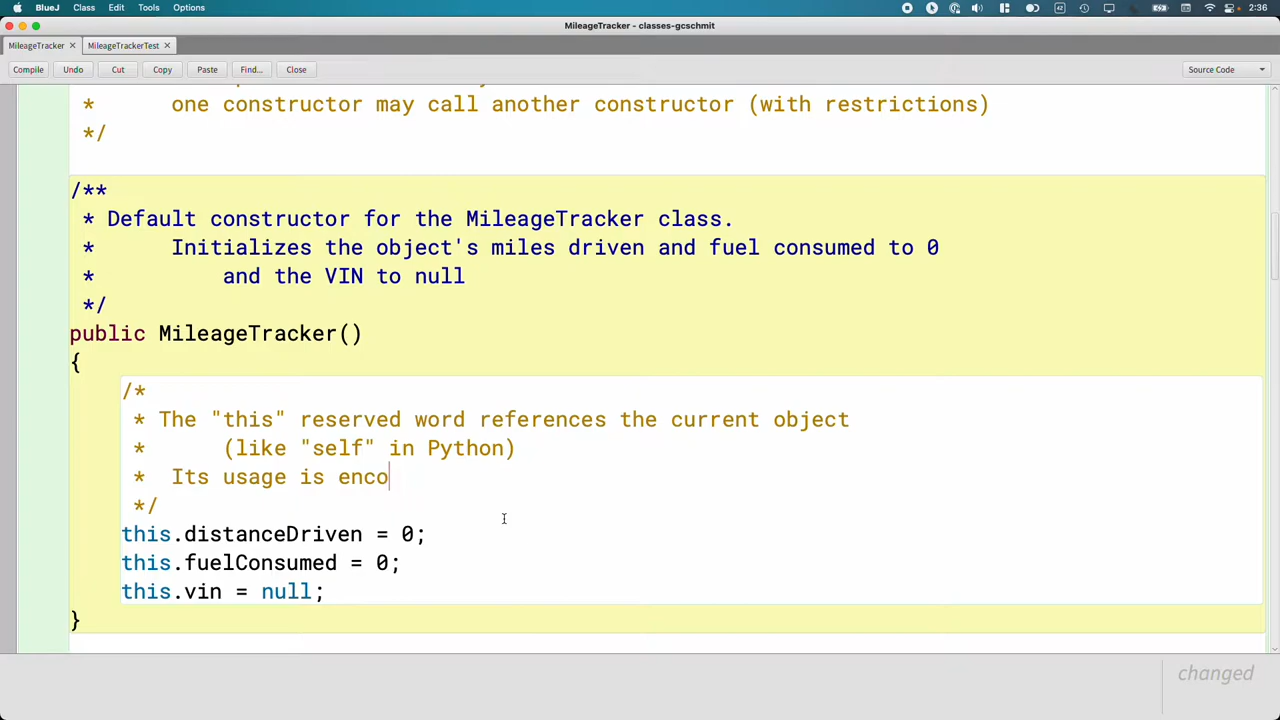 BlueJ Class Edit Tools Options 2:36
MileageTracker - classes-gcschmit
MileageTracker × MileageTrackerTest ×
Compile Undo Cut Copy Paste Find... Close Source Code
* one constructor may call another constructor (with restrictions)
*/
/**
* Default constructor for the MileageTracker class.
* Initializes the object's miles driven and fuel consumed to 0
* and the VIN to null
*/
public MileageTracker()
{
/*
* The "this" reserved word references the current object
* (like "self" in Python)
* Its usage is enco
*/
this.distanceDriven = 0;
this.fuelConsumed = 0;
this.vin = null;
}
changed